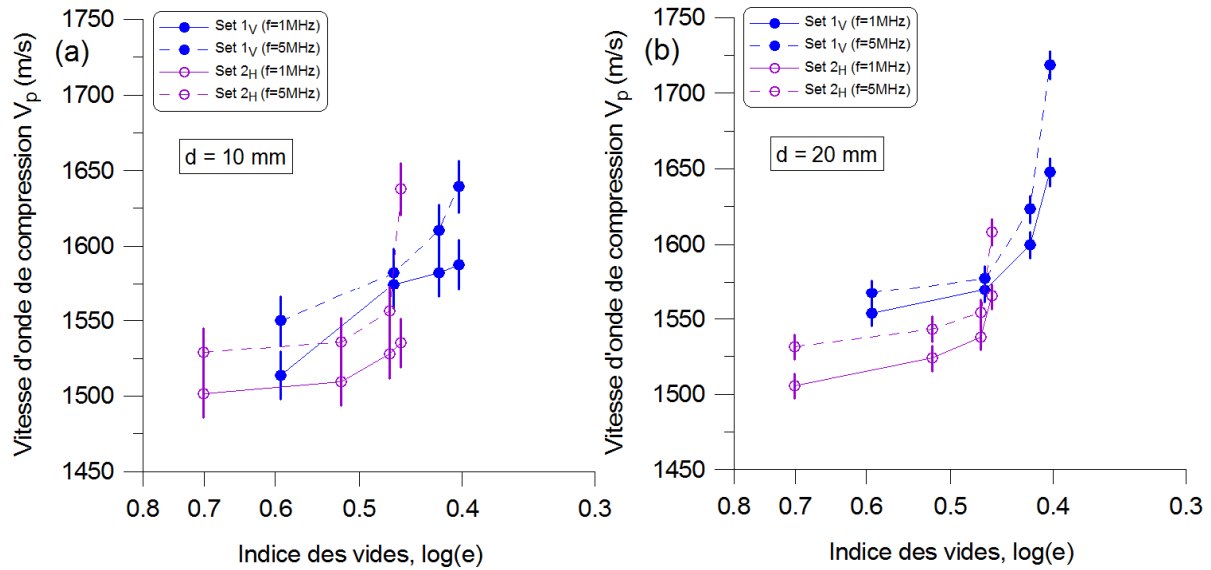 (a)
Set 1V (f=1MHz)
Set 1V (f=5MHz)
Set 2H (f=1MHz)
Set 2H (f=5MHz)
d = 10 mm
Vitesse d'onde de compression Vp (m/s)
1750
1700
1650
1600
1550
1500
1450
0.8 0.7 0.6 0.5 0.4 0.3
Indice des vides, log(e)
(b)
Set 1V (f=1MHz)
Set 1V (f=5MHz)
Set 2H (f=1MHz)
Set 2H (f=5MHz)
d = 20 mm
Vitesse d'onde de compression Vp (m/s)
1750
1700
1650
1600
1550
1500
1450
0.8 0.7 0.6 0.5 0.4 0.3
Indice des vides, log(e)